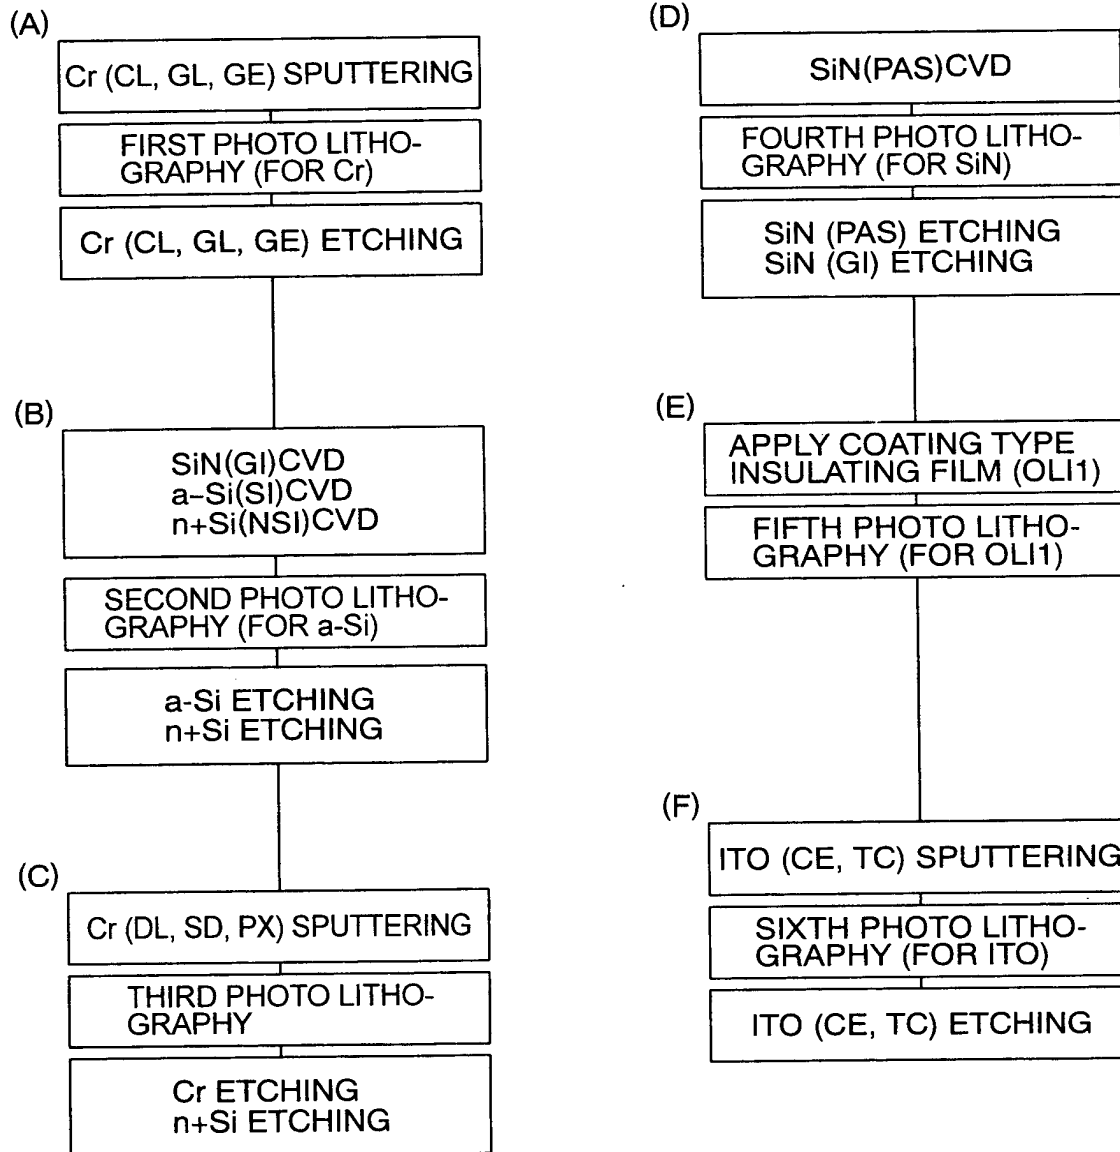 (A)
Cr (CL, GL, GE) SPUTTERING
FIRST PHOTO LITHO-
GRAPHY (FOR Cr)
Cr (CL, GL, GE) ETCHING
(B)
SiN(GI)CVD
a-Si(SI)CVD
n+Si(NSI)CVD
SECOND PHOTO LITHO-
GRAPHY (FOR a-Si)
a-Si ETCHING
n+Si ETCHING
(C)
Cr (DL, SD, PX) SPUTTERING
THIRD PHOTO LITHO-
GRAPHY
Cr ETCHING
n+Si ETCHING
(D)
SiN(PAS)CVD
FOURTH PHOTO LITHO-
GRAPHY (FOR SiN)
SiN (PAS) ETCHING
SiN (GI) ETCHING
(E)
APPLY COATING TYPE
INSULATING FILM (OLI1)
FIFTH PHOTO LITHO-
GRAPHY (FOR OLI1)
(F)
ITO (CE, TC) SPUTTERING
SIXTH PHOTO LITHO-
GRAPHY (FOR ITO)
ITO (CE, TC) ETCHING